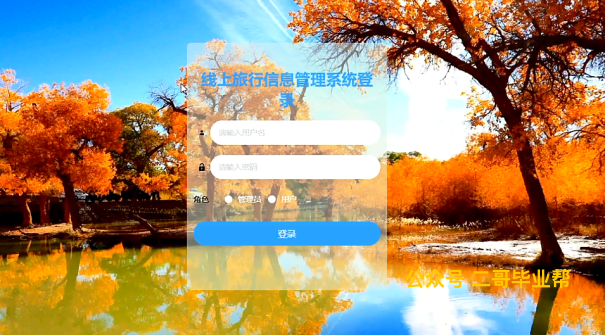 线上旅行信息管理系统登
录
请输入用户名
请输入密码
角色 管理员 用户
登录
公众号 二哥毕业帮